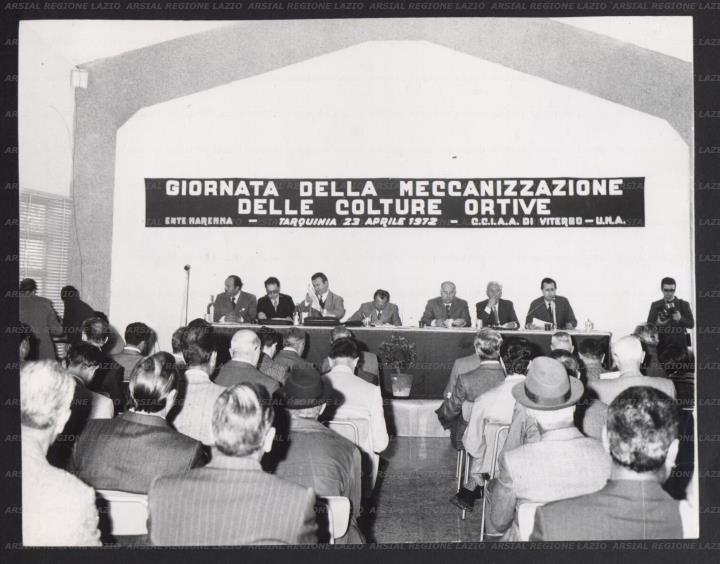 ARSIAL REGIONE LAZIO ARSIAL REGIONE LAZIO ARSIAL REGIONE LAZIO ARSIAL REGIONE LAZIO ARSIAL REGIONE LAZIO
GIORNATA DELLA MECCANIZZAZIONE
DELLE COLTURE ORTIVE
ENTE MAREMMA - TARQUINIA 23 APRILE 1972 - C.C.I.A.A. DI VITERBO - U.M.A.